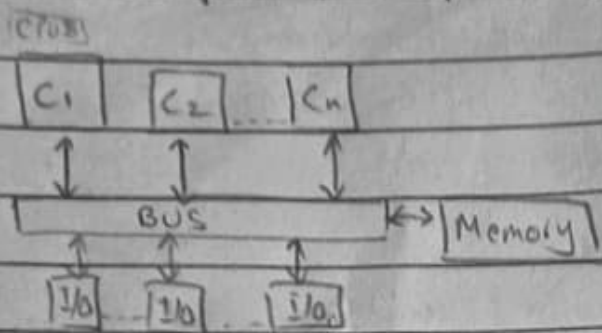 CPUs
C1 C2 .... Cn
BUS
Memory
I/O ... I/O ... I/O